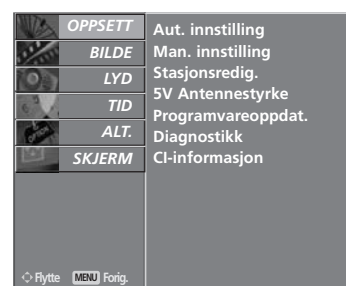 OPPSETT
BILDE
LYD
TID
ALT.
SKJERM
Aut. innstilling
Man. innstilling
Stasjonsredig.
5V Antennestyrke
Programvareoppdat.
Diagnostikk
CI-informasjon
Flytte MENU Forig.